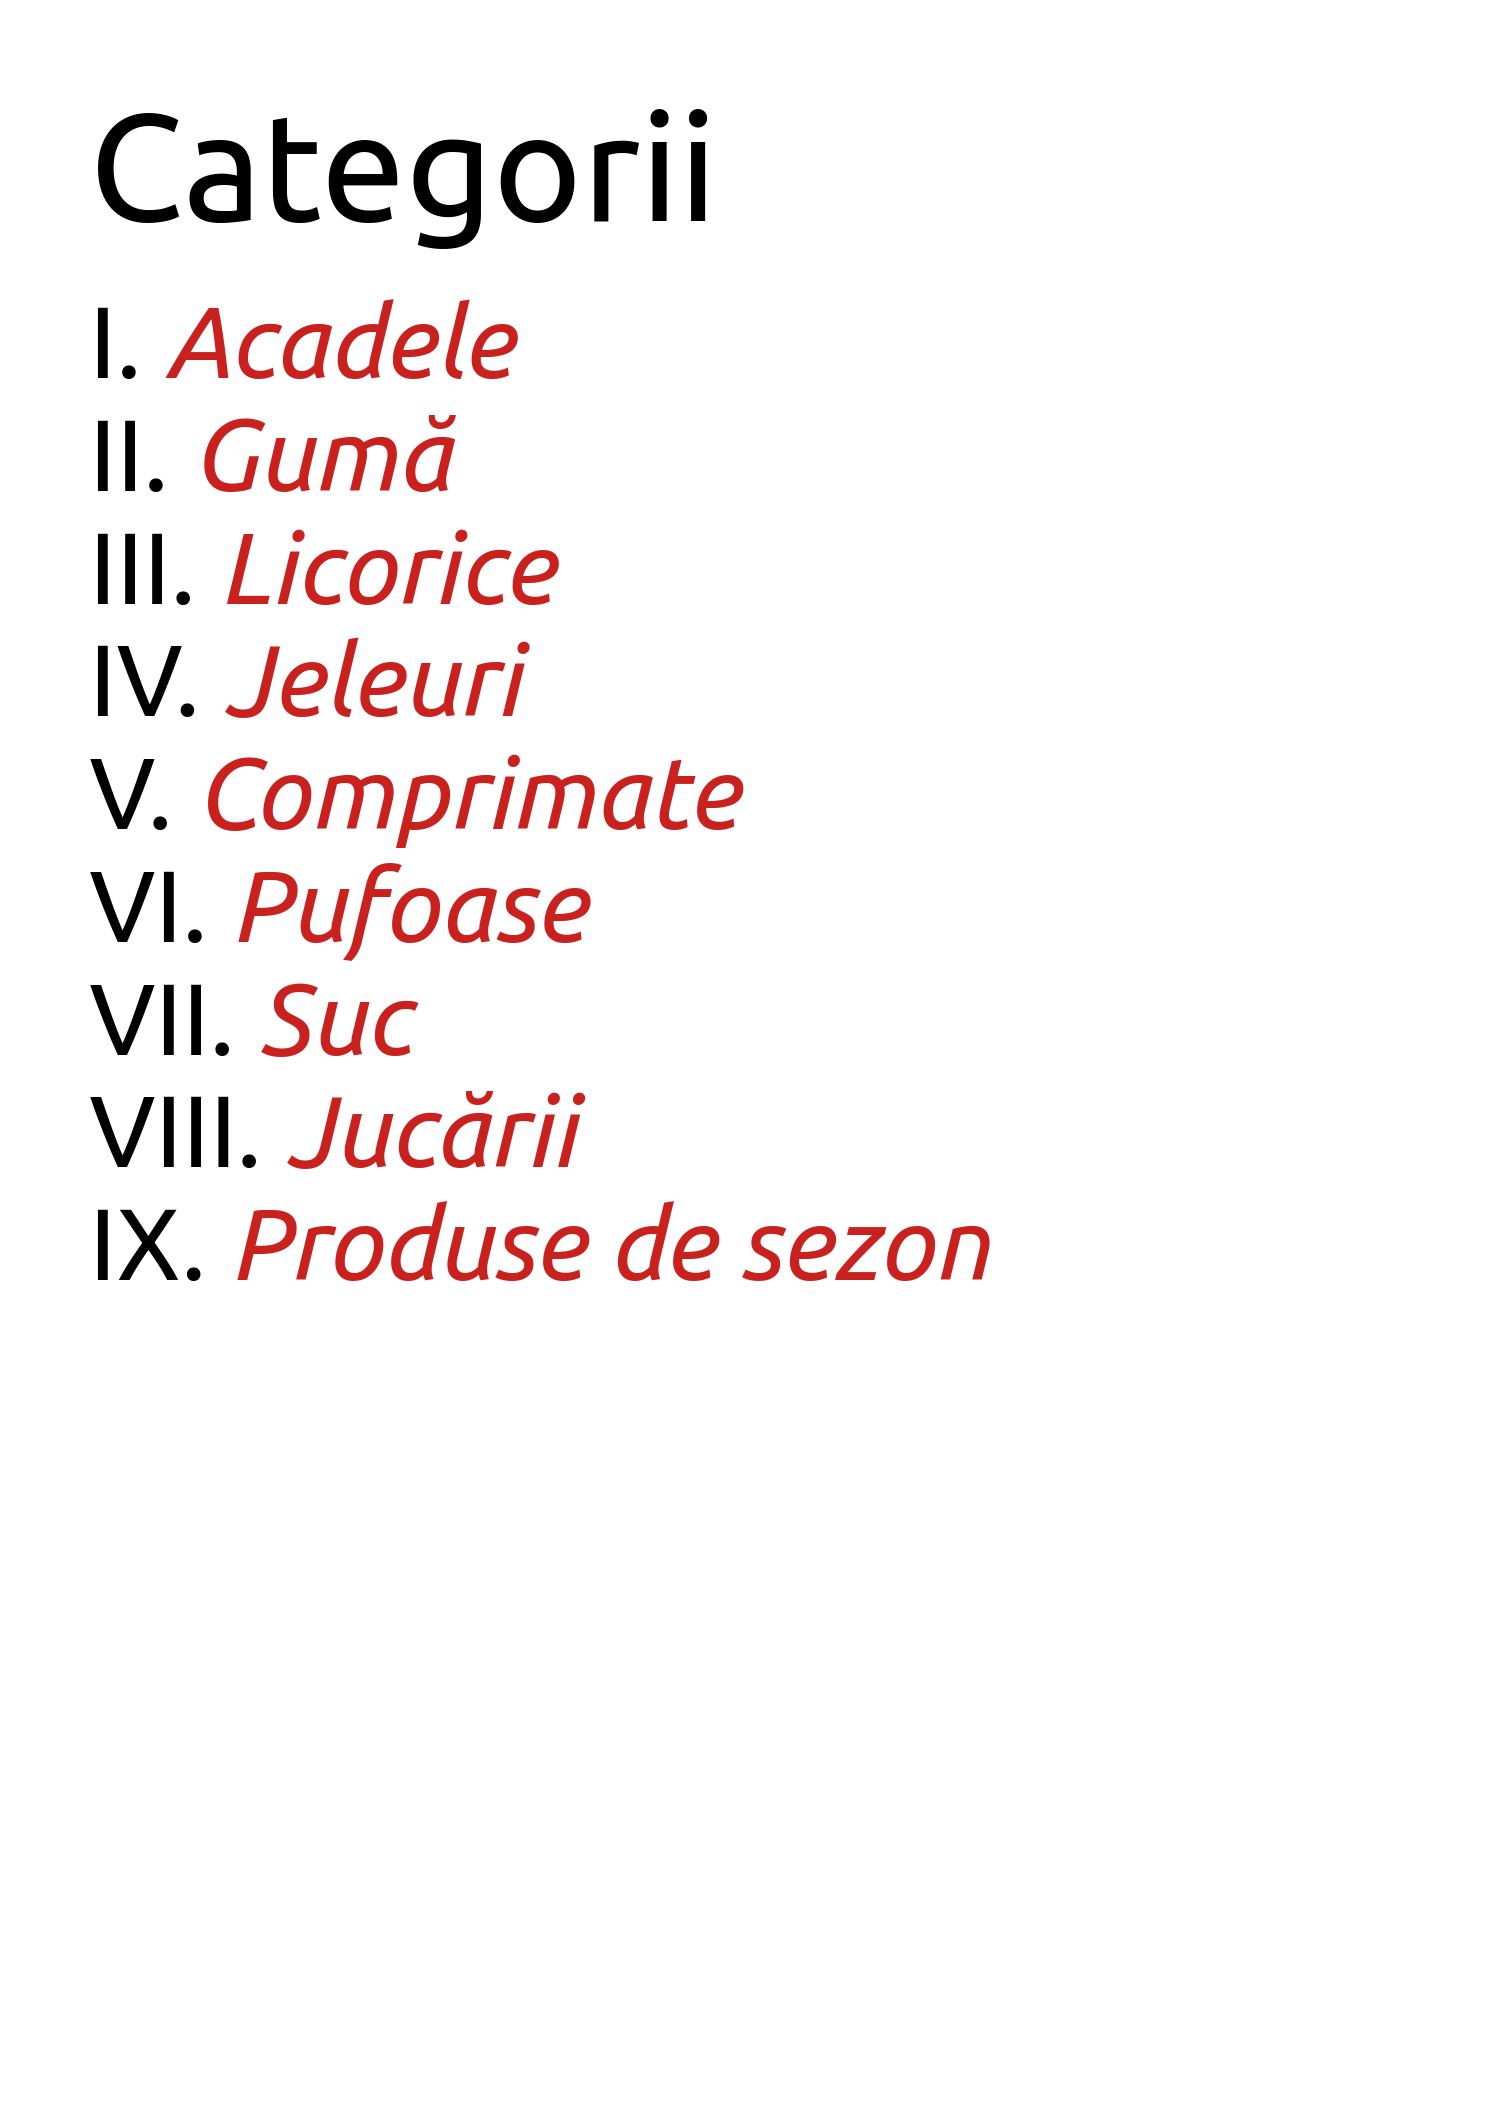 Categorii
I. Acadele
II. Gumă
III. Licorice
IV. Jeleuri
V. Comprimate
VI. Pufoase
VII. Suc
VIII. Jucării
IX. Produse de sezon